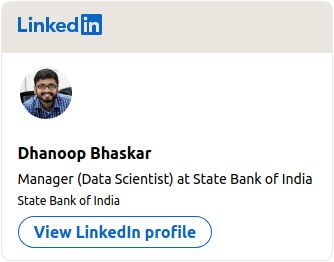 LinkedIn
Dhanoop Bhaskar
Manager (Data Scientist) at State Bank of India
State Bank of India
View LinkedIn profile